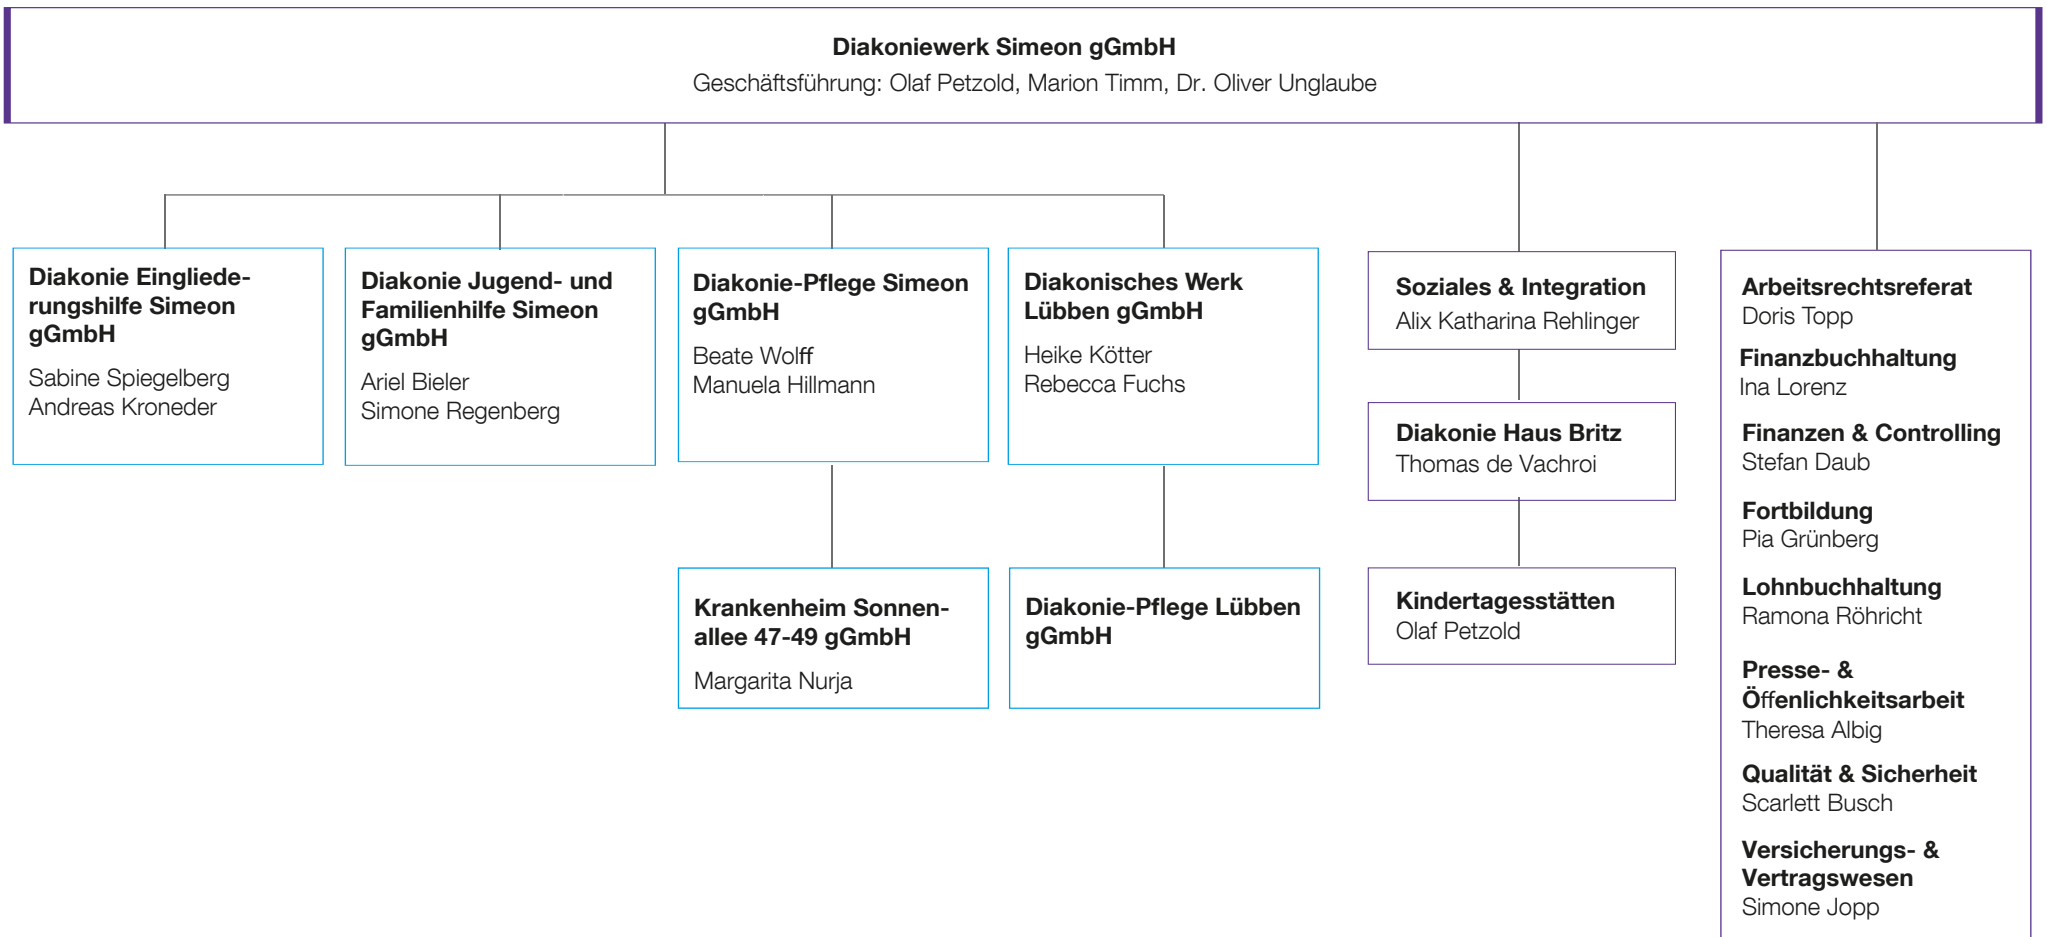 Diakoniewerk Simeon gGmbH
Geschäftsführung: Olaf Petzold, Marion Timm, Dr. Oliver Unglaube
Diakonie Eingliede-
rungshilfe Simeon
gGmbH
Sabine Spiegelberg
Andreas Kroneder
Diakonie Jugend- und
Familienhilfe Simeon
gGmbH
Ariel Bieler
Simone Regenberg
Diakonie-Pflege Simeon
gGmbH
Beate Wolff
Manuela Hillmann
Diakonisches Werk
Lübben gGmbH
Heike Kötter
Rebecca Fuchs
Krankenheim Sonnen-
allee 47-49 gGmbH
Margarita Nurja
Diakonie-Pflege Lübben
gGmbH
Soziales & Integration
Alix Katharina Rehlinger
Diakonie Haus Britz
Thomas de Vachroi
Kindertagesstätten
Olaf Petzold
Arbeitsrechtsreferat
Doris Topp
Finanzbuchhaltung
Ina Lorenz
Finanzen & Controlling
Stefan Daub
Fortbildung
Pia Grünberg
Lohnbuchhaltung
Ramona Röhricht
Presse- &
Öffenlichkeitsarbeit
Theresa Albig
Qualität & Sicherheit
Scarlett Busch
Versicherungs- &
Vertragswesen
Simone Jopp